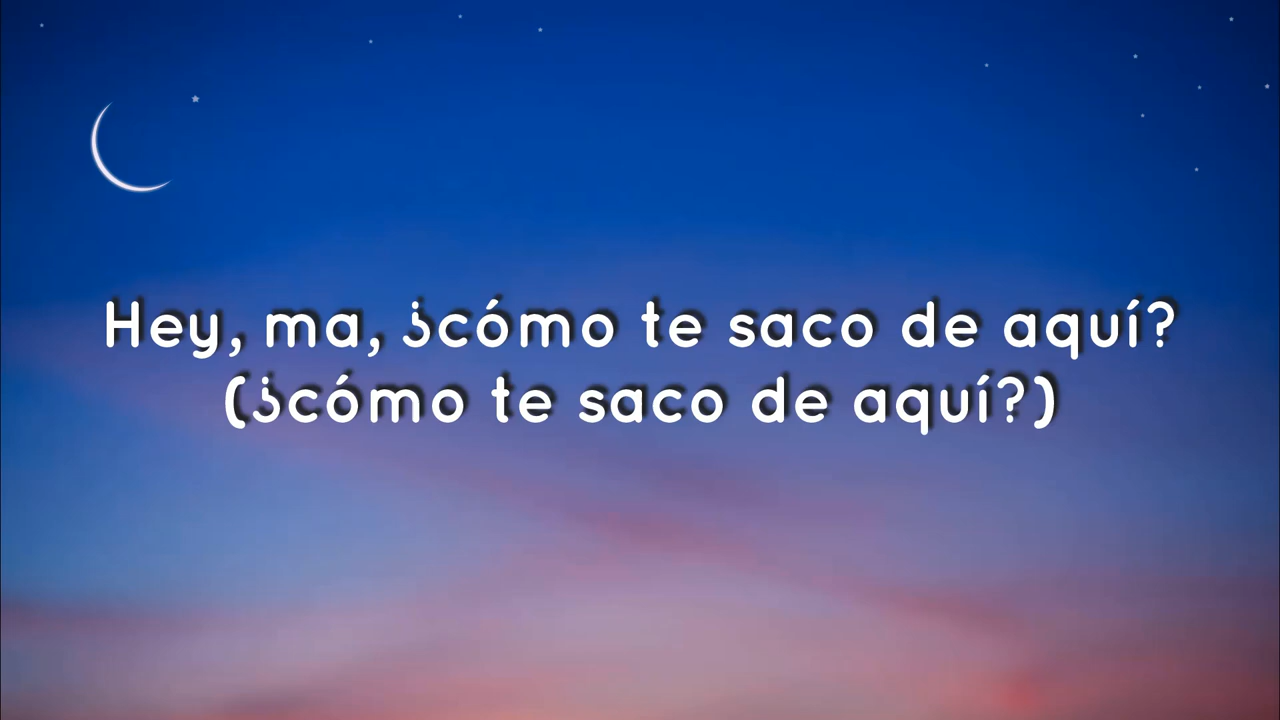 Hey, ma, ¿cómo te saco de aquí?
(¿cómo te saco de aquí?)